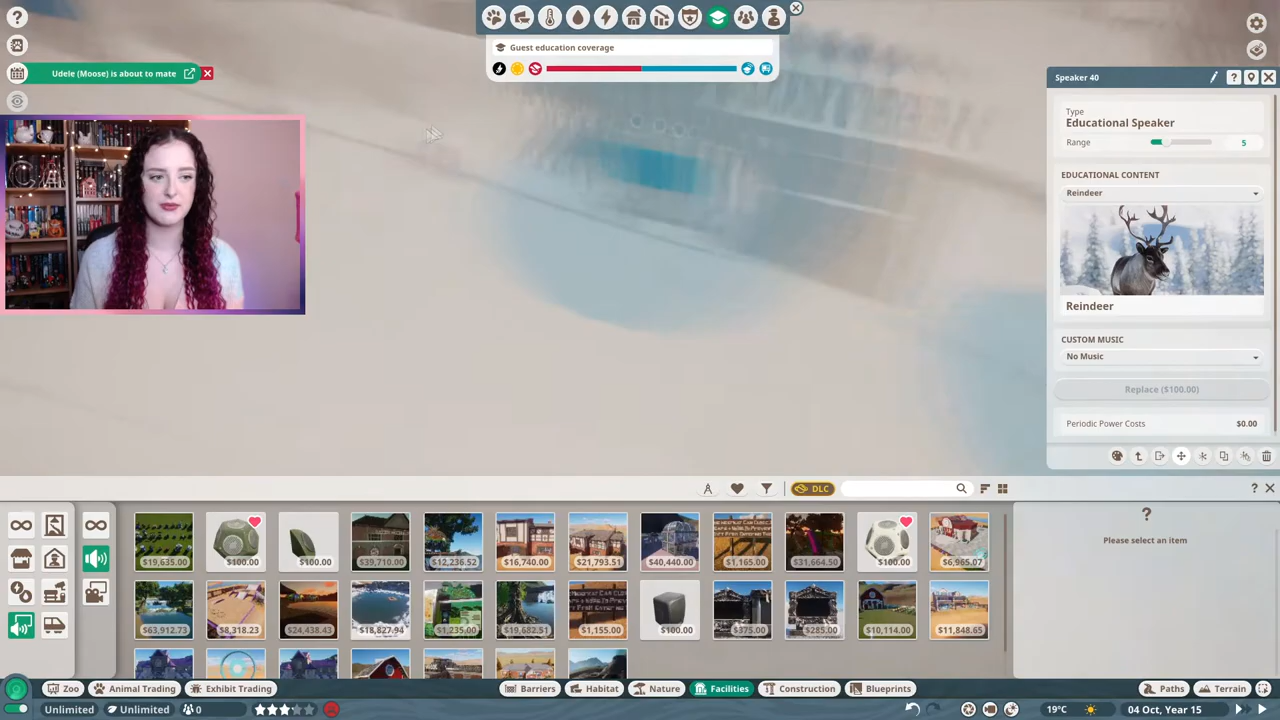 Guest education coverage
Udele (Moose) is about to mate
Speaker 40
Type
Educational Speaker
Range
5
EDUCATIONAL CONTENT
Reindeer
Reindeer
CUSTOM MUSIC
No Music
Replace ($100.00)
Periodic Power Costs
$0.00
DLC
$19,635.00
$100.00
$100.00
$39,710.00
$12,236.52
$16,740.00
$21,793.51
$40,440.00
$1,165.00
$31,664.50
$100.00
$6,965.07
$63,912.73
$8,318.23
$24,438.43
$18,827.94
$1,235.00
$19,682.51
$1,155.00
$100.00
$375.00
$285.00
$10,114.00
$11,848.65
?
Please select an item
Zoo
Animal Trading
Exhibit Trading
Barriers
Habitat
Nature
Facilities
Construction
Blueprints
Paths
Terrain
Unlimited
Unlimited
0
19°C
04 Oct, Year 15